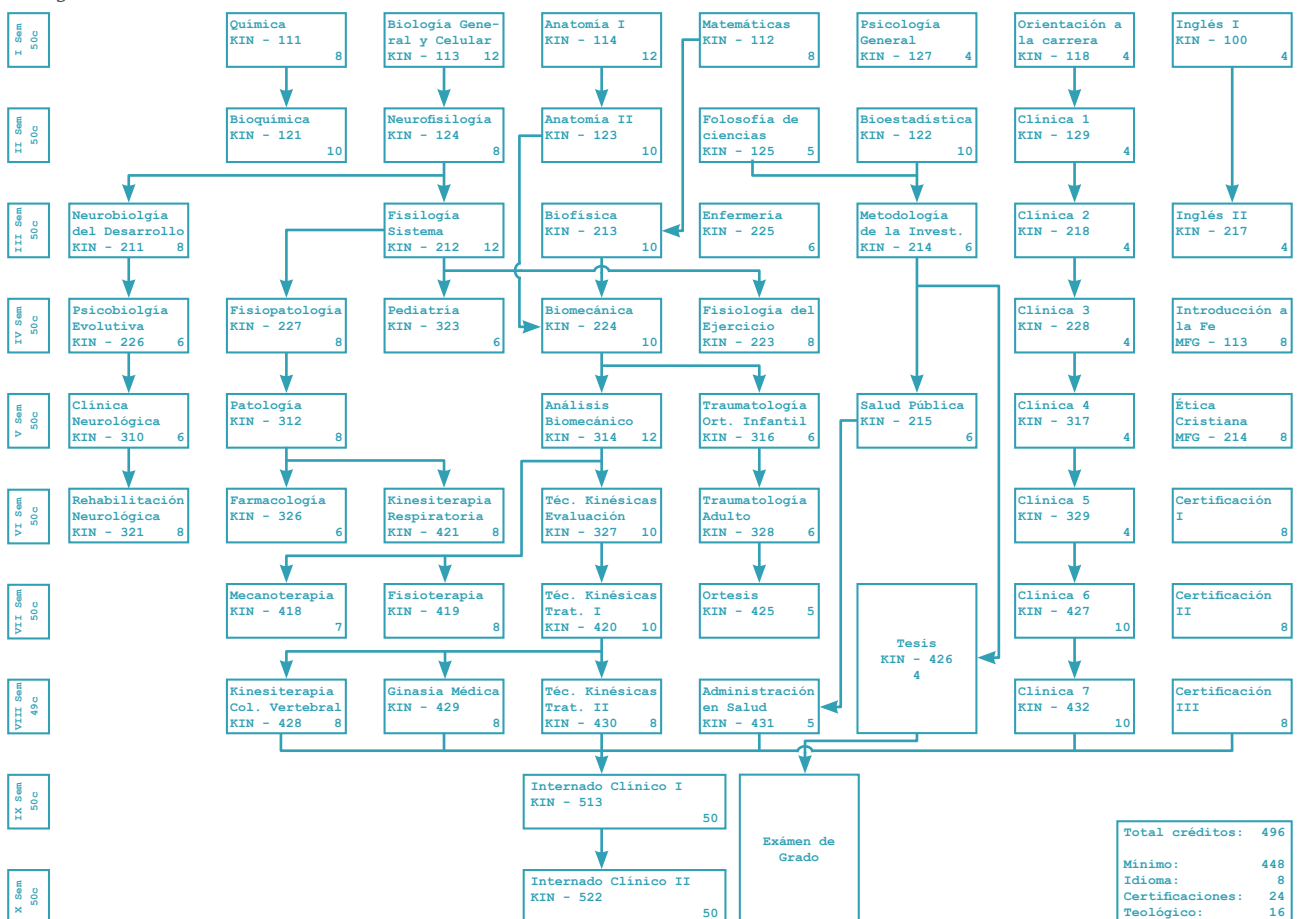 I Sem
50c
Química
KIN - 111
8
Biología Gene-
ral y Celular
KIN - 113 12
Anatomía I
KIN - 114
12
Matemáticas
KIN - 112
8
Psicología
General
KIN - 127 4
Orientación a
la carrera
KIN - 118 4
Inglés I
KIN - 100
4
II Sem
50c
Bioquímica
KIN - 121
10
Neurofisilogía
KIN - 124
8
Anatomía II
KIN - 123
10
Folosofía de
ciencias
KIN - 125 5
Bioestadística
KIN - 122
10
Clínica 1
KIN - 129
4
III Sem
50c
Neurobiolgía
del Desarrollo
KIN - 211 8
Fisilogía
Sistema
KIN - 212 12
Biofísica
KIN - 213
10
Enfermería
KIN - 225
6
Metodología
de la Invest.
KIN - 214 6
Clínica 2
KIN - 218
4
Inglés II
KIN - 217
4
IV Sem
50c
Psicobiolgía
Evolutiva
KIN - 226 6
Fisiopatología
KIN - 227
8
Pediatría
KIN - 323
6
Biomecánica
KIN - 224
10
Fisiología del
Ejercicio
KIN - 223 8
Clínica 3
KIN - 228
4
Introducción a
la Fe
MFG - 113 8
V Sem
50c
Clínica
Neurológica
KIN - 310 6
Patología
KIN - 312
8
Análisis
Biomecánico
KIN - 314 12
Traumatología
Ort. Infantil
KIN - 316 6
Salud Pública
KIN - 215
6
Clínica 4
KIN - 317
4
Ética
Cristiana
MFG - 214 8
VI Sem
50c
Rehabilitación
Neurológica
KIN - 321 8
Farmacología
KIN - 326
6
Kinesiterapia
Respiratoria
KIN - 421 8
Téc. Kinésicas
Evaluación
KIN - 327 10
Traumatología
Adulto
KIN - 328 6
Clínica 5
KIN - 329
4
Certificación
I
8
VII Sem
50c
Mecanoterapia
KIN - 418
7
Fisioterapia
KIN - 419
8
Téc. Kinésicas
Trat. I
KIN - 420 10
Ortesis
KIN - 425 5
Tesis
KIN - 426
4
Clínica 6
KIN - 427
10
Certificación
II
8
VIII Sem
49c
Kinesiterapia
Col. Vertebral
KIN - 428 8
Ginasia Médica
KIN - 429
8
Téc. Kinésicas
Trat. II
KIN - 430 8
Administración
en Salud
KIN - 431 5
Clínica 7
KIN - 432
10
Certificación
III
8
IX Sem
50c
Internado Clínico I
KIN - 513
50
Exámen de
Grado
X Sem
50c
Internado Clínico II
KIN - 522
50
Total créditos: 496
Mínimo: 448
Idioma: 8
Certificaciones: 24
Teológico: 16